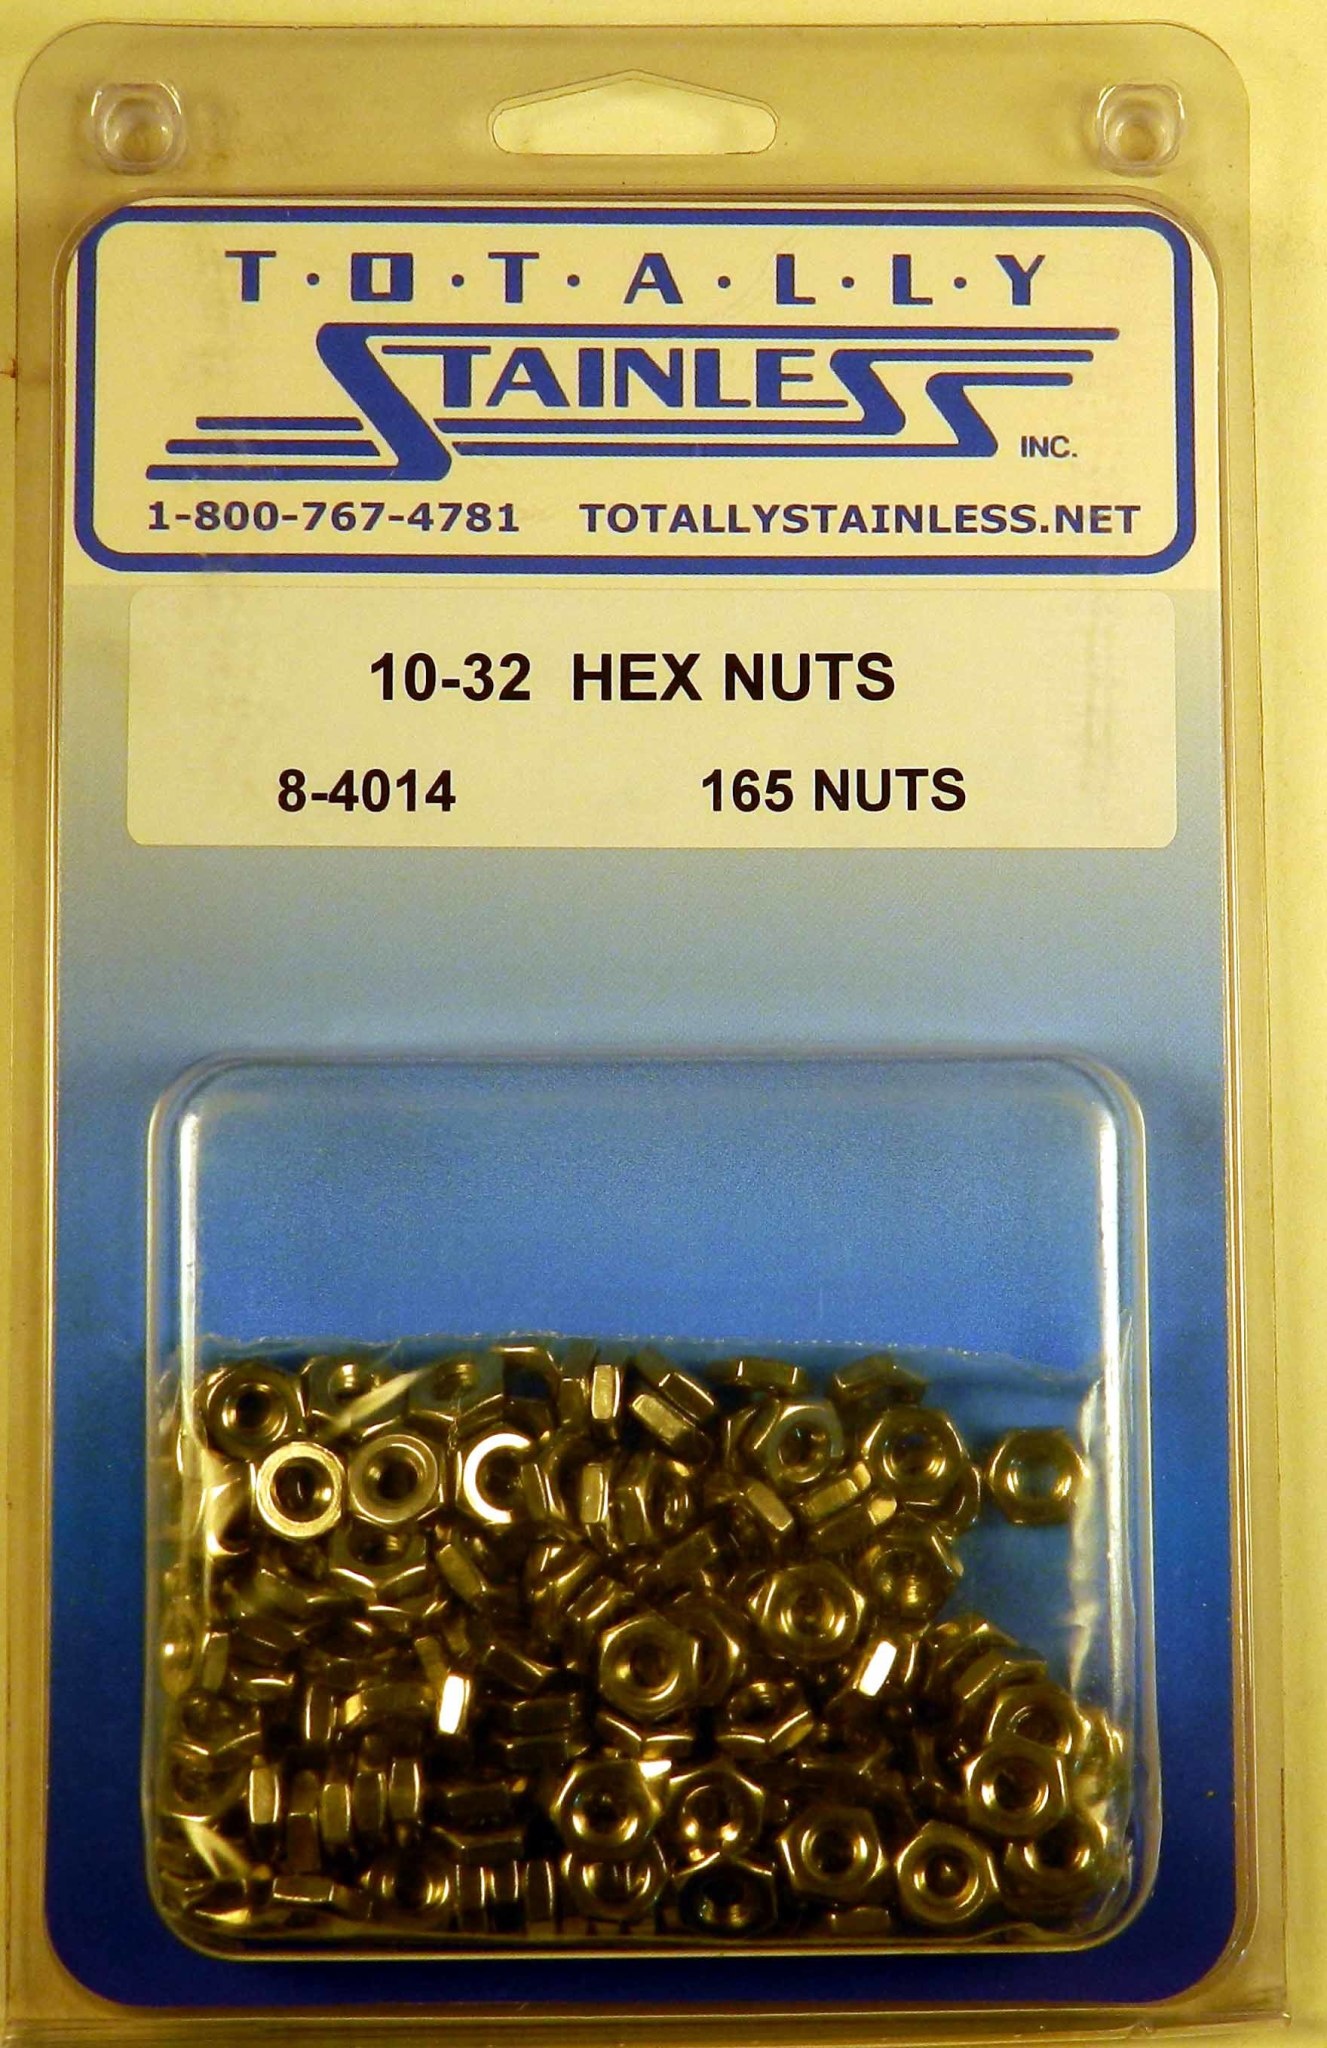 T·O·T·A·L·L·Y
STAINLESS
INC.
1-800-767-4781 TOTALLYSTAINLESS.NET
10-32 HEX NUTS
8-4014 165 NUTS